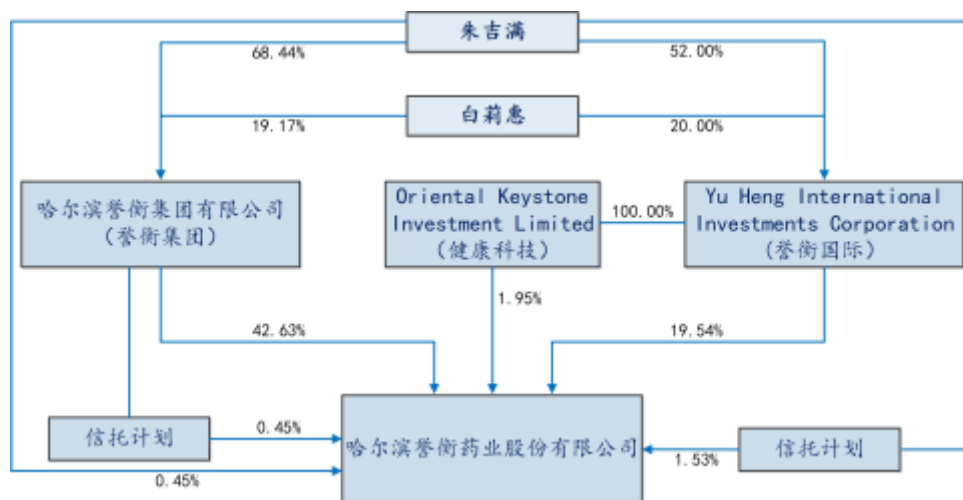 朱吉满
68.44%
52.00%
白莉惠
19.17%
20.00%
哈尔滨誉衡集团有限公司
(誉衡集团)
Oriental Keystone
Investment Limited
(健康科技)
100.00%
Yu Heng International
Investments Corporation
(誉衡国际)
1.95%
42.63%
19.54%
信托计划
0.45%
哈尔滨誉衡药业股份有限公司
1.53%
信托计划
0.45%